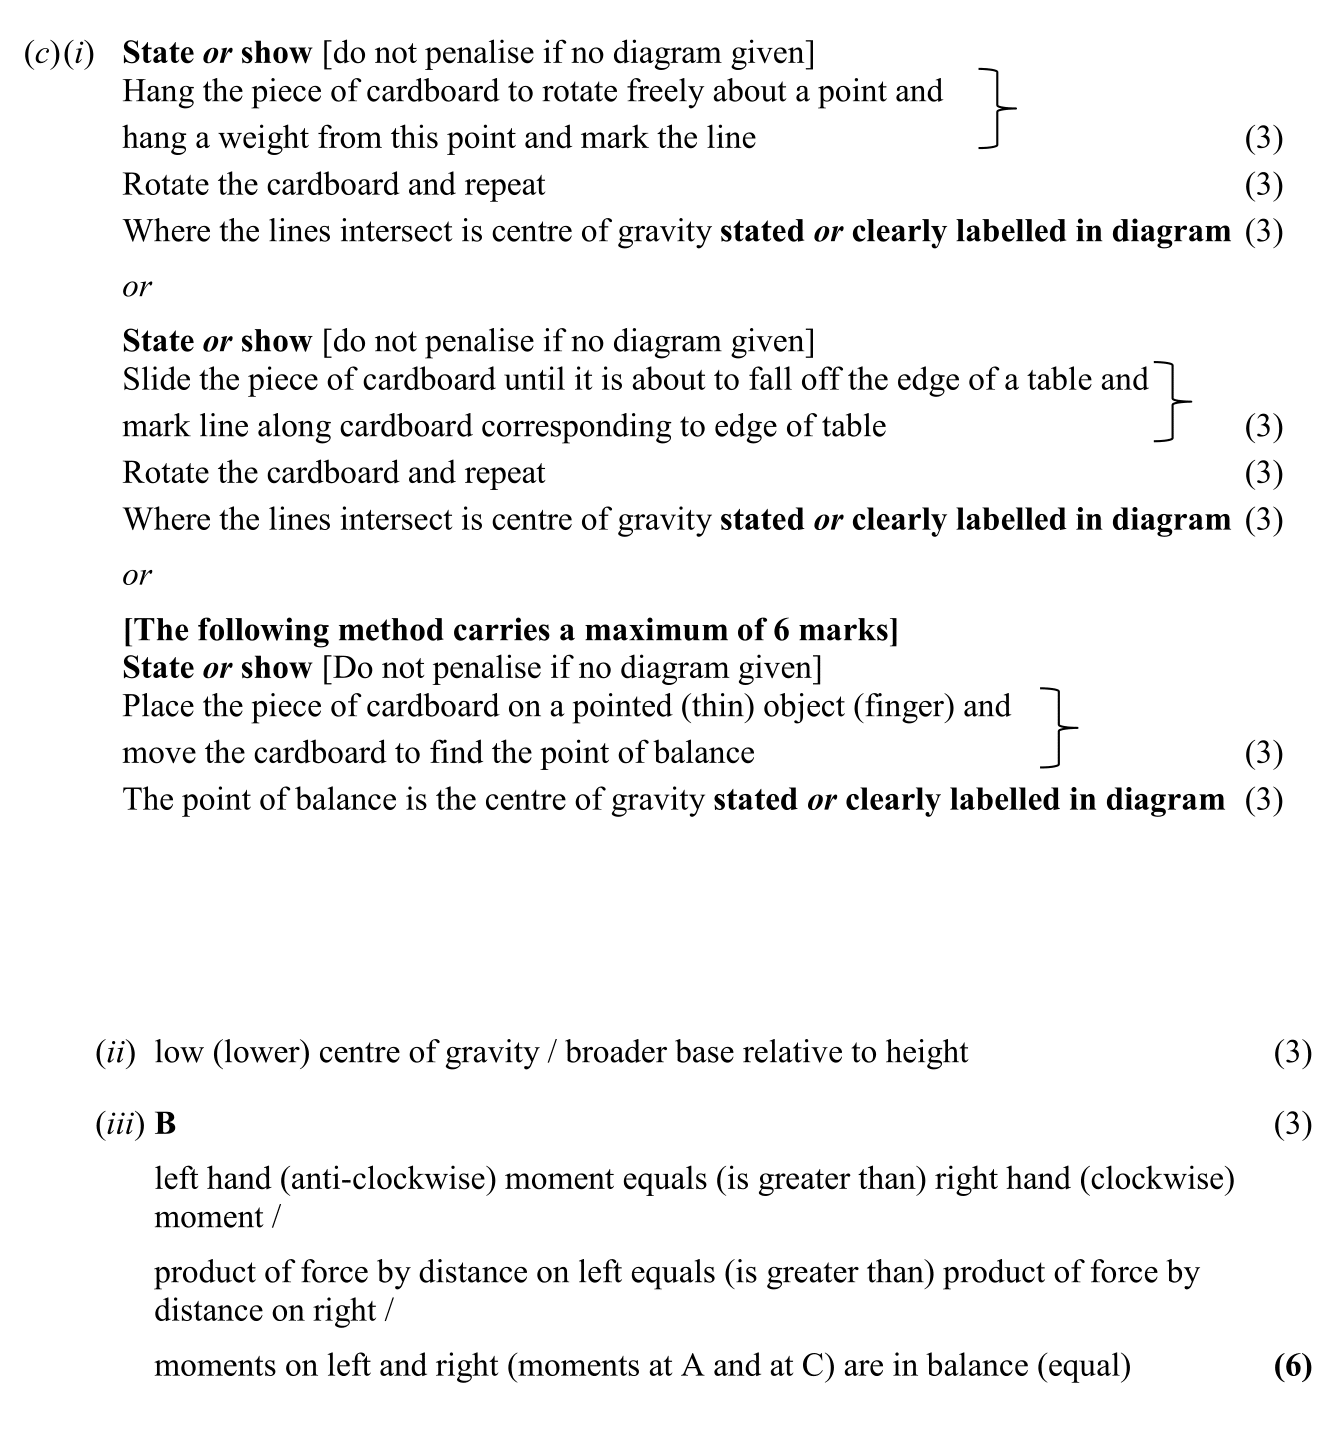 (c)(i) State or show [do not penalise if no diagram given]
Hang the piece of cardboard to rotate freely about a point and
hang a weight from this point and mark the line (3)
Rotate the cardboard and repeat (3)
Where the lines intersect is centre of gravity stated or clearly labelled in diagram (3)
or
State or show [do not penalise if no diagram given]
Slide the piece of cardboard until it is about to fall off the edge of a table and
mark line along cardboard corresponding to edge of table (3)
Rotate the cardboard and repeat (3)
Where the lines intersect is centre of gravity stated or clearly labelled in diagram (3)
or
[The following method carries a maximum of 6 marks]
State or show [Do not penalise if no diagram given]
Place the piece of cardboard on a pointed (thin) object (finger) and
move the cardboard to find the point of balance (3)
The point of balance is the centre of gravity stated or clearly labelled in diagram (3)
(ii) low (lower) centre of gravity / broader base relative to height (3)
(iii) B (3)
left hand (anti-clockwise) moment equals (is greater than) right hand (clockwise)
moment /
product of force by distance on left equals (is greater than) product of force by
distance on right /
moments on left and right (moments at A and at C) are in balance (equal) (6)